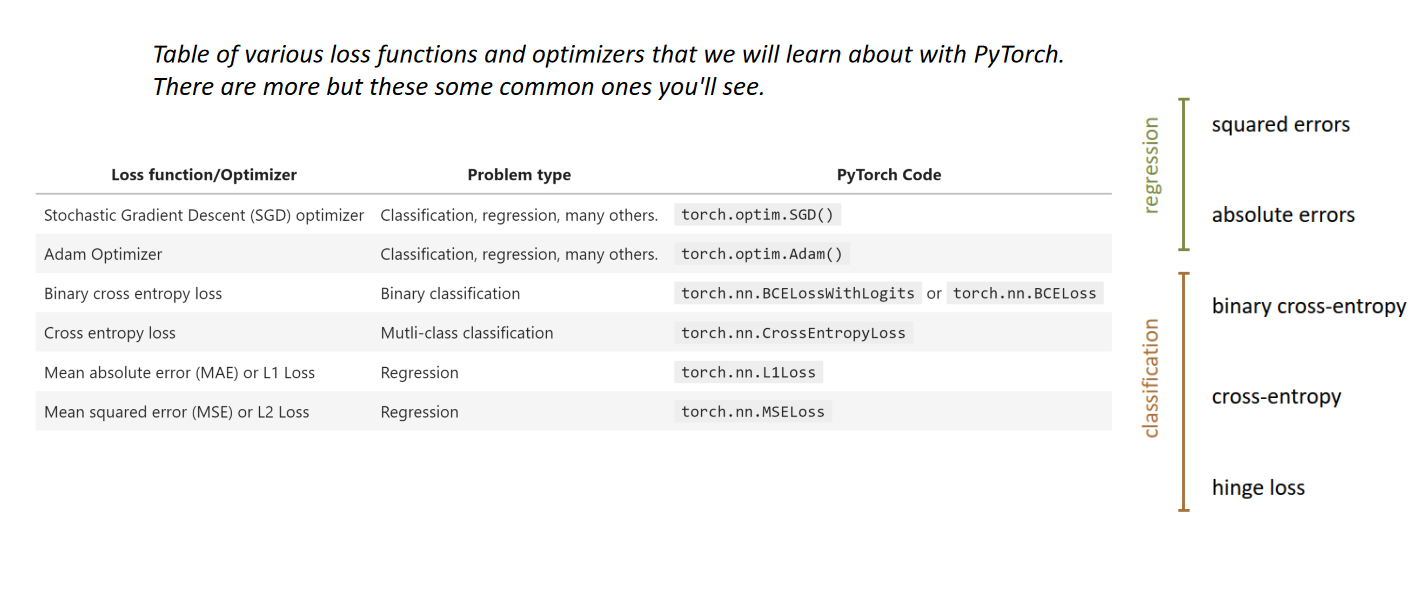 Table of various loss functions and optimizers that we will learn about with PyTorch.
There are more but these some common ones you'll see.
Loss function/Optimizer Problem type PyTorch Code
Stochastic Gradient Descent (SGD) optimizer Classification, regression, many others. torch.optim.SGD()
Adam Optimizer Classification, regression, many others. torch.optim.Adam()
Binary cross entropy loss Binary classification torch.nn.BCELossWithLogits or torch.nn.BCELoss
Cross entropy loss Mutli-class classification torch.nn.CrossEntropyLoss
Mean absolute error (MAE) or L1 Loss Regression torch.nn.L1Loss
Mean squared error (MSE) or L2 Loss Regression torch.nn.MSELoss
regression
squared errors
absolute errors
classification
binary cross-entropy
cross-entropy
hinge loss